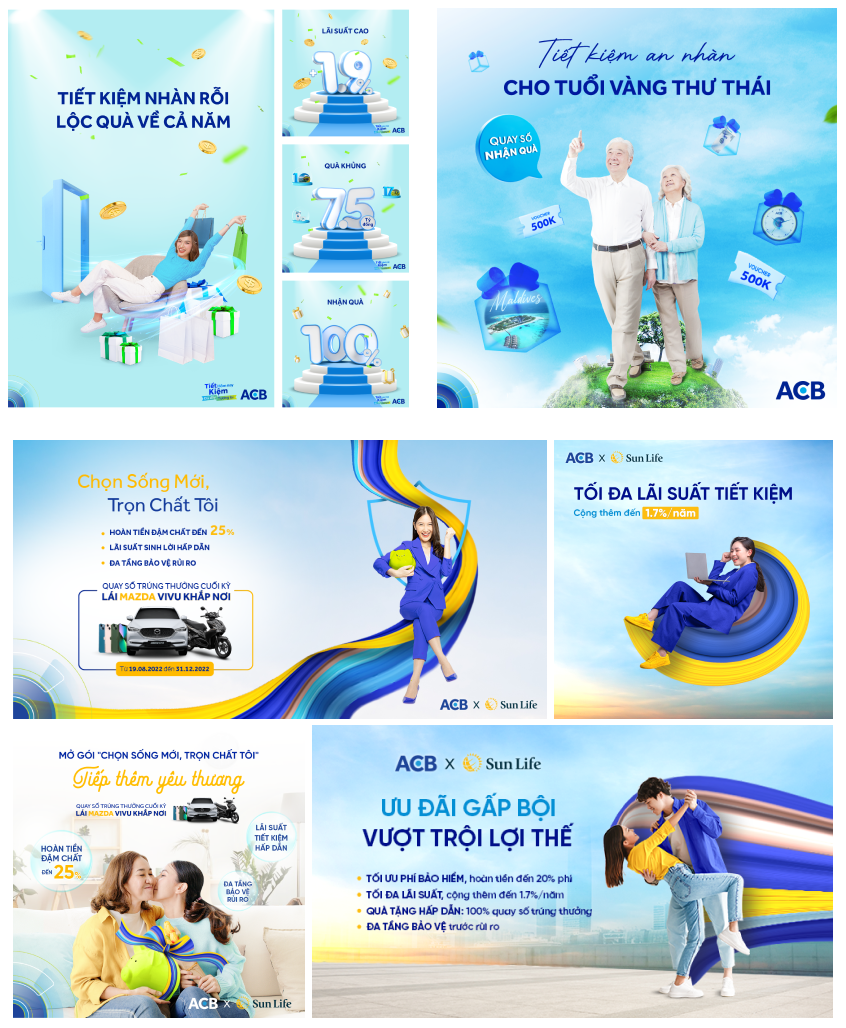 TIẾT KIỆM NHÀN RỖI
LỘC QUÀ VỀ CẢ NĂM
Tiết
Kiệm
ACB
LÃI SUẤT CAO
+1.9%
ACB
QUÀ KHỦNG
7.5
Tỷ
đồng
ACB
NHẬN QUÀ
100%
ACB
Tiết kiệm an nhàn
CHO TUỔI VÀNG THƯ THÁI
QUAY SỐ
NHẬN QUÀ
VOUCHER
500K
ACB
VOUCHER
500K
Maldives
ACB
Chọn Sống Mới,
Trọn Chất Tôi
HOÀN TIỀN ĐẬM CHẤT ĐẾN 25%
LÃI SUẤT SINH LỜI HẤP DẪN
ĐA TẦNG BẢO VỆ RỦI RO
QUAY SỐ TRÚNG THƯỞNG CUỐI KỲ
LÁI MAZDA VIVU KHẮP NƠI
Từ 19.08.2022 đến 31.12.2022
ACB X Sun Life
ACB X Sun Life
TỐI ĐA LÃI SUẤT TIẾT KIỆM
Cộng thêm đến 1.7%/năm
MỞ GÓI "CHỌN SỐNG MỚI, TRỌN CHẤT TÔI"
Tiếp thêm yêu thương
QUAY SỐ TRÚNG THƯỞNG CUỐI KỲ
LÁI MAZDA VIVU KHẮP NƠI
HOÀN TIỀN
ĐẬM CHẤT
ĐẾN 25%
LÃI SUẤT
TIẾT KIỆM
HẤP DẪN
ĐA TẦNG
BẢO VỆ
RỦI RO
ACB X Sun Life
ACB X Sun Life
ƯU ĐÃI GẤP BỘI
VƯỢT TRỘI LỢI THẾ
TỐI ƯU PHÍ BẢO HIỂM, hoàn tiền đến 20% phí
TỐI ĐA LÃI SUẤT, cộng thêm đến 1.7%/năm
QUÀ TẶNG HẤP DẪN: 100% quay số trúng thưởng
ĐA TẦNG BẢO VỆ trước rủi ro